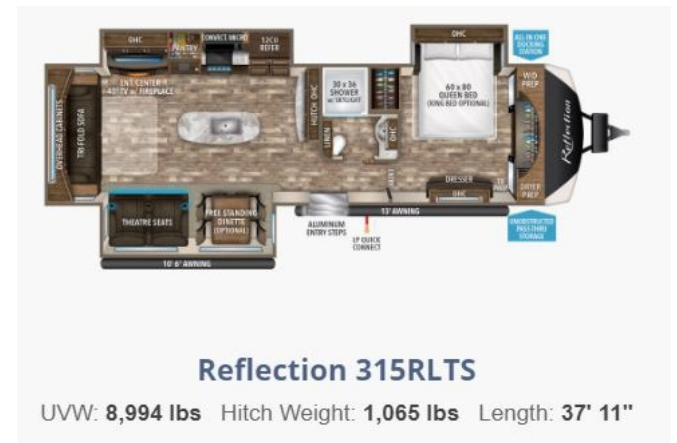 OHC
PANTRY
CONVECT MICRO
12CU
REFER
OHC
ALL IN ONE
DOCKING
STATION
ENT. CENTER
40" TV w/ FIREPLACE
OVERHEAD CABINETS
TRI FOLD SOFA
HUTCH
OHC
30 x 36
SHOWER
w/ SKYLIGHT
LINEN
OHC
60 x 80
QUEEN BED
(KING BED OPTIONAL)
W/D
PREP
Reflection
DRESSER
OHC
TV
PREP
DRYER
PREP
THEATRE SEATS
FREE STANDING
DINETTE
(OPTIONAL)
13' AWNING
ALUMINUM
ENTRY STEPS
LP QUICK
CONNECT
UNOBSTRUCTED
PASS-THRU
STORAGE
10' 6" AWNING
Reflection 315RLTS
UVW: 8,994 lbs Hitch Weight: 1,065 lbs Length: 37' 11"